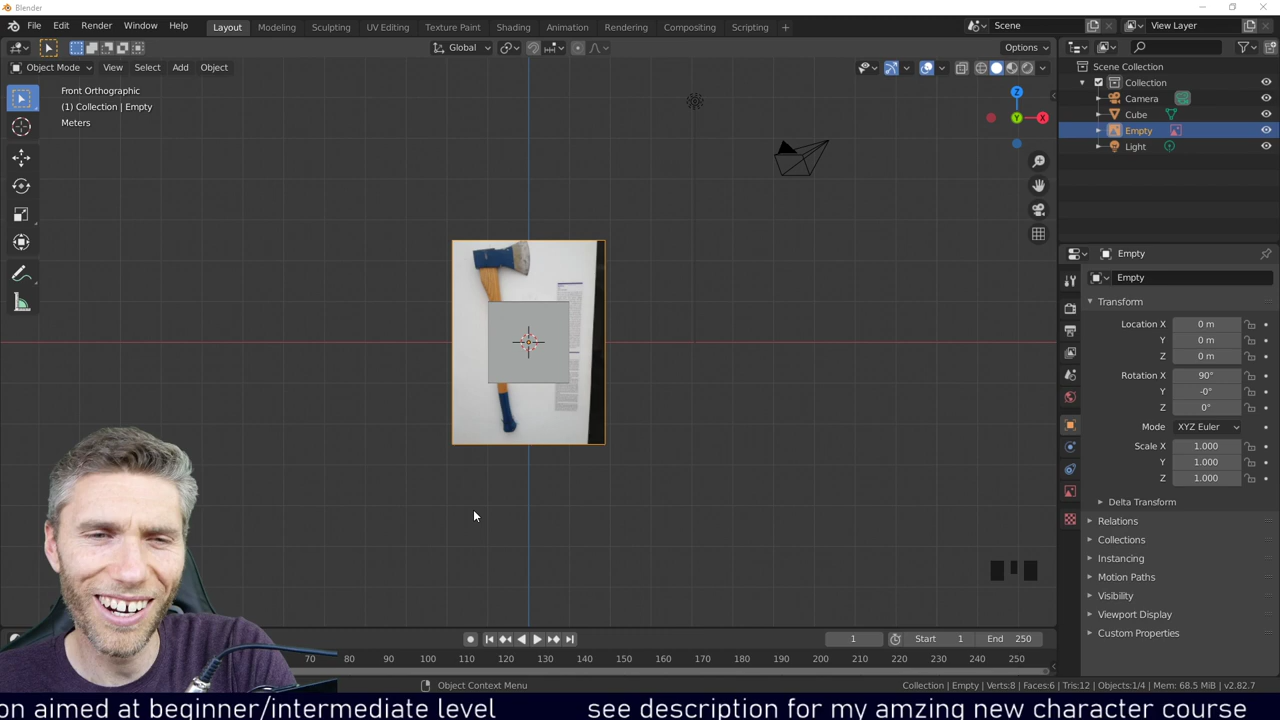 Blender
File Edit Render Window Help
Layout Modeling Sculpting UV Editing Texture Paint Shading Animation Rendering Compositing Scripting +
Scene
View Layer
Global
Options
Object Mode View Select Add Object
Front Orthographic
(1) Collection | Empty
Meters
Z
Y
X
Scene Collection
Collection
Camera
Cube
Empty
Light
Empty
Empty
Transform
Location X 0 m
Y 0 m
Z 0 m
Rotation X 90°
Y -0°
Z 0°
Mode XYZ Euler
Scale X 1.000
Y 1.000
Z 1.000
Delta Transform
Relations
Collections
Instancing
Motion Paths
Visibility
Viewport Display
Custom Properties
1 Start 1 End 250
70 80 90 100 110 120 130 140 150 160 170 180 190 200 210 220 230 240 250
Object Context Menu
Collection | Empty | Verts:8 | Faces:6 | Tris:12 | Objects:1/4 | Mem: 68.5 MiB | v2.82.7
on aimed at beginner/intermediate level see description for my amzing new character course